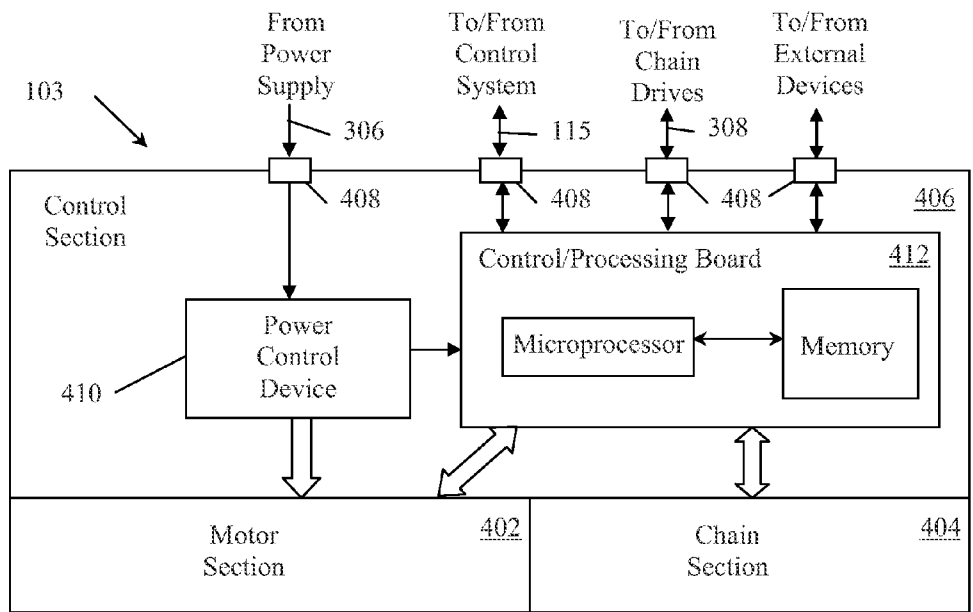 From
Power
Supply
To/From
Control
System
To/From
Chain
Drives
To/From
External
Devices
103
306
115
308
408
408
408
406
Control
Section
Control/Processing Board
412
Power
Control
Device
Microprocessor
Memory
410
Motor
Section
402
Chain
Section
404